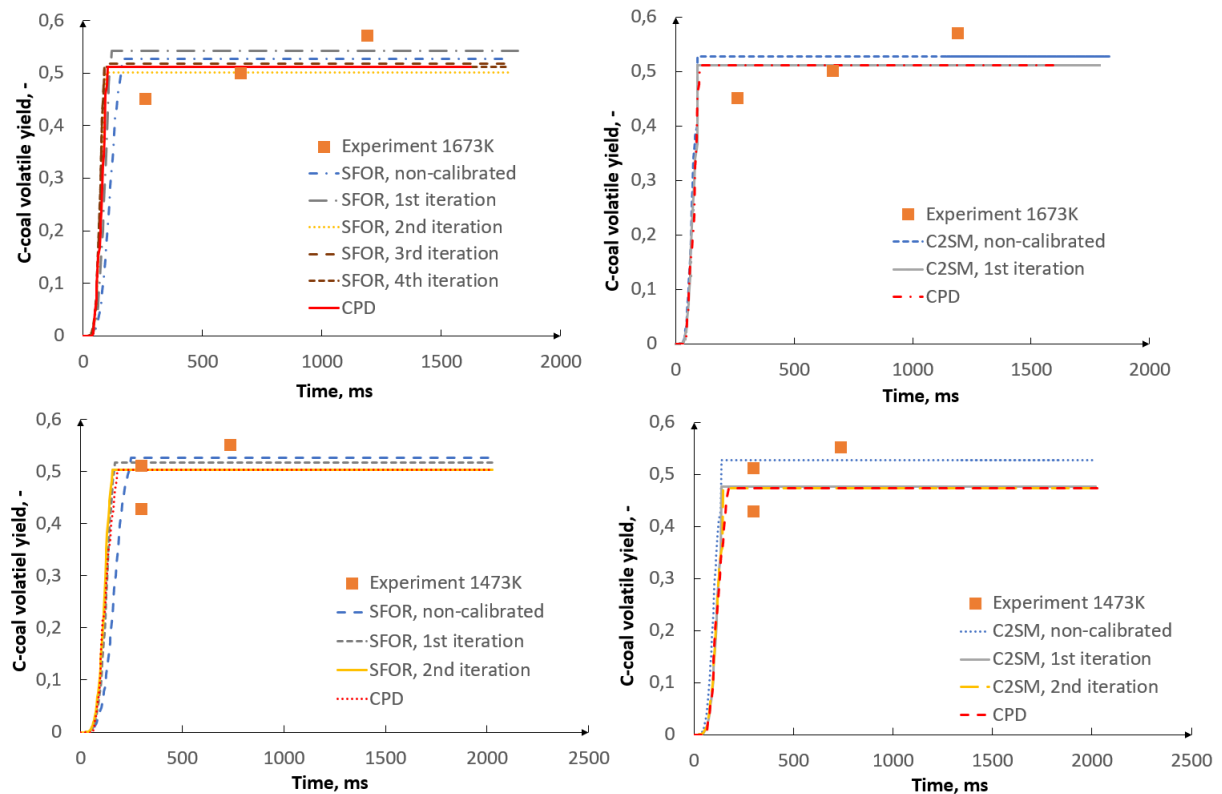 C-coal volatile yield, -
0,6
0,5
0,4
0,3
0,2
0,1
0
Experiment 1673K
SFOR, non-calibrated
SFOR, 1st iteration
SFOR, 2nd iteration
SFOR, 3rd iteration
SFOR, 4th iteration
CPD
0 500 1000 1500 2000
Time, ms
C-coal volatile yield, -
0,6
0,5
0,4
0,3
0,2
0,1
0
Experiment 1673K
C2SM, non-calibrated
C2SM, 1st iteration
CPD
0 500 1000 1500 2000
Time, ms
C-coal volatiel yield, -
0,6
0,5
0,4
0,3
0,2
0,1
0
Experiment 1473K
SFOR, non-calibrated
SFOR, 1st iteration
SFOR, 2nd iteration
CPD
0 500 1000 1500 2000 2500
Time, ms
C-coal volatile yield, -
0,6
0,5
0,4
0,3
0,2
0,1
0
Experiment 1473K
C2SM, non-calibrated
C2SM, 1st iteration
C2SM, 2nd iteration
CPD
0 500 1000 1500 2000 2500
Time, ms